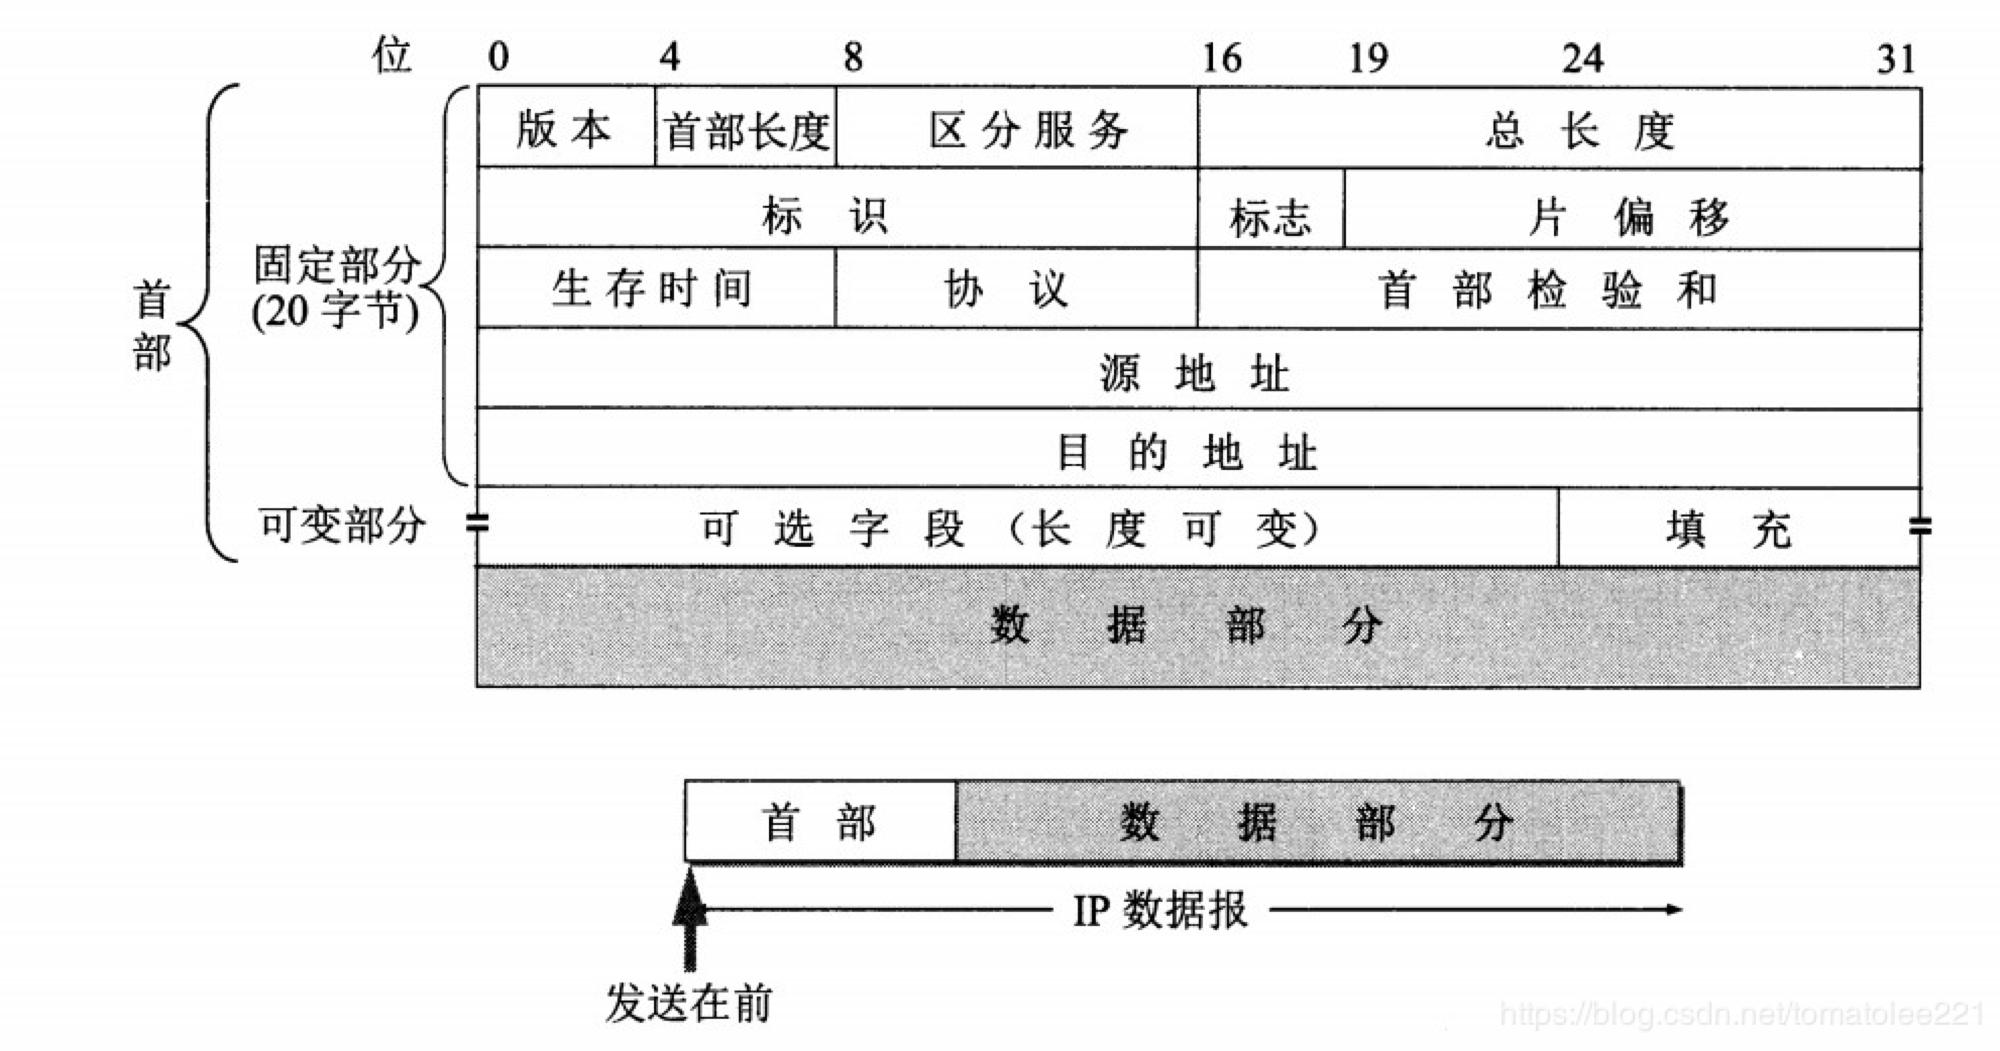 位 0 4 8 16 19 24 31
版本 首部长度 区分服务 总长度
标识 标志 片偏移
固定部分
(20 字节)
生存时间 协议 首部检验和
首部
源地址
目的地址
可变部分 可选字段（长度可变） 填充
数据部分
首部 数据部分
IP 数据报
发送在前
https://blog.csdn.net/tomatolee221